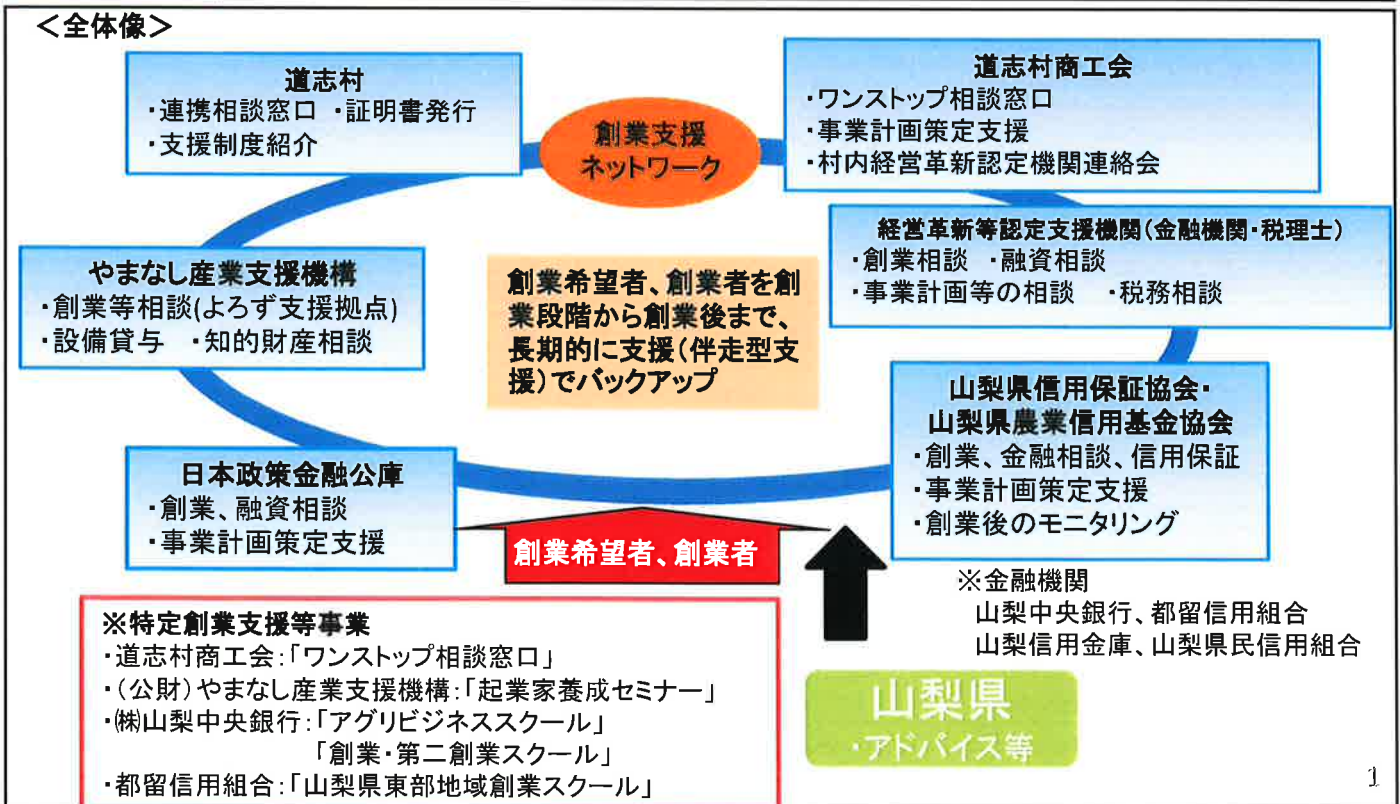 ＜全体像＞
道志村
・連携相談窓口 ・証明書発行
・支援制度紹介
創業支援
ネットワーク
道志村商工会
・ワンストップ相談窓口
・事業計画策定支援
・村内経営革新認定機関連絡会
経営革新等認定支援機関(金融機関・税理士)
・創業相談 ・融資相談
・事業計画等の相談 ・税務相談
やまなし産業支援機構
・創業等相談(よろず支援拠点)
・設備貸与 ・知的財産相談
創業希望者、創業者を創
業段階から創業後まで、
長期的に支援(伴走型支
援)でバックアップ
山梨県信用保証協会・
山梨県農業信用基金協会
・創業、金融相談、信用保証
・事業計画策定支援
・創業後のモニタリング
日本政策金融公庫
・創業、融資相談
・事業計画策定支援
創業希望者、創業者
※金融機関
山梨中央銀行、都留信用組合
山梨信用金庫、山梨県民信用組合
※特定創業支援等事業
・道志村商工会：「ワンストップ相談窓口」
・（公財）やまなし産業支援機構：「起業家養成セミナー」
・㈱山梨中央銀行：「アグリビジネススクール」
「創業・第二創業スクール」
・都留信用組合：「山梨県東部地域創業スクール」
山梨県
・アドバイス等
1